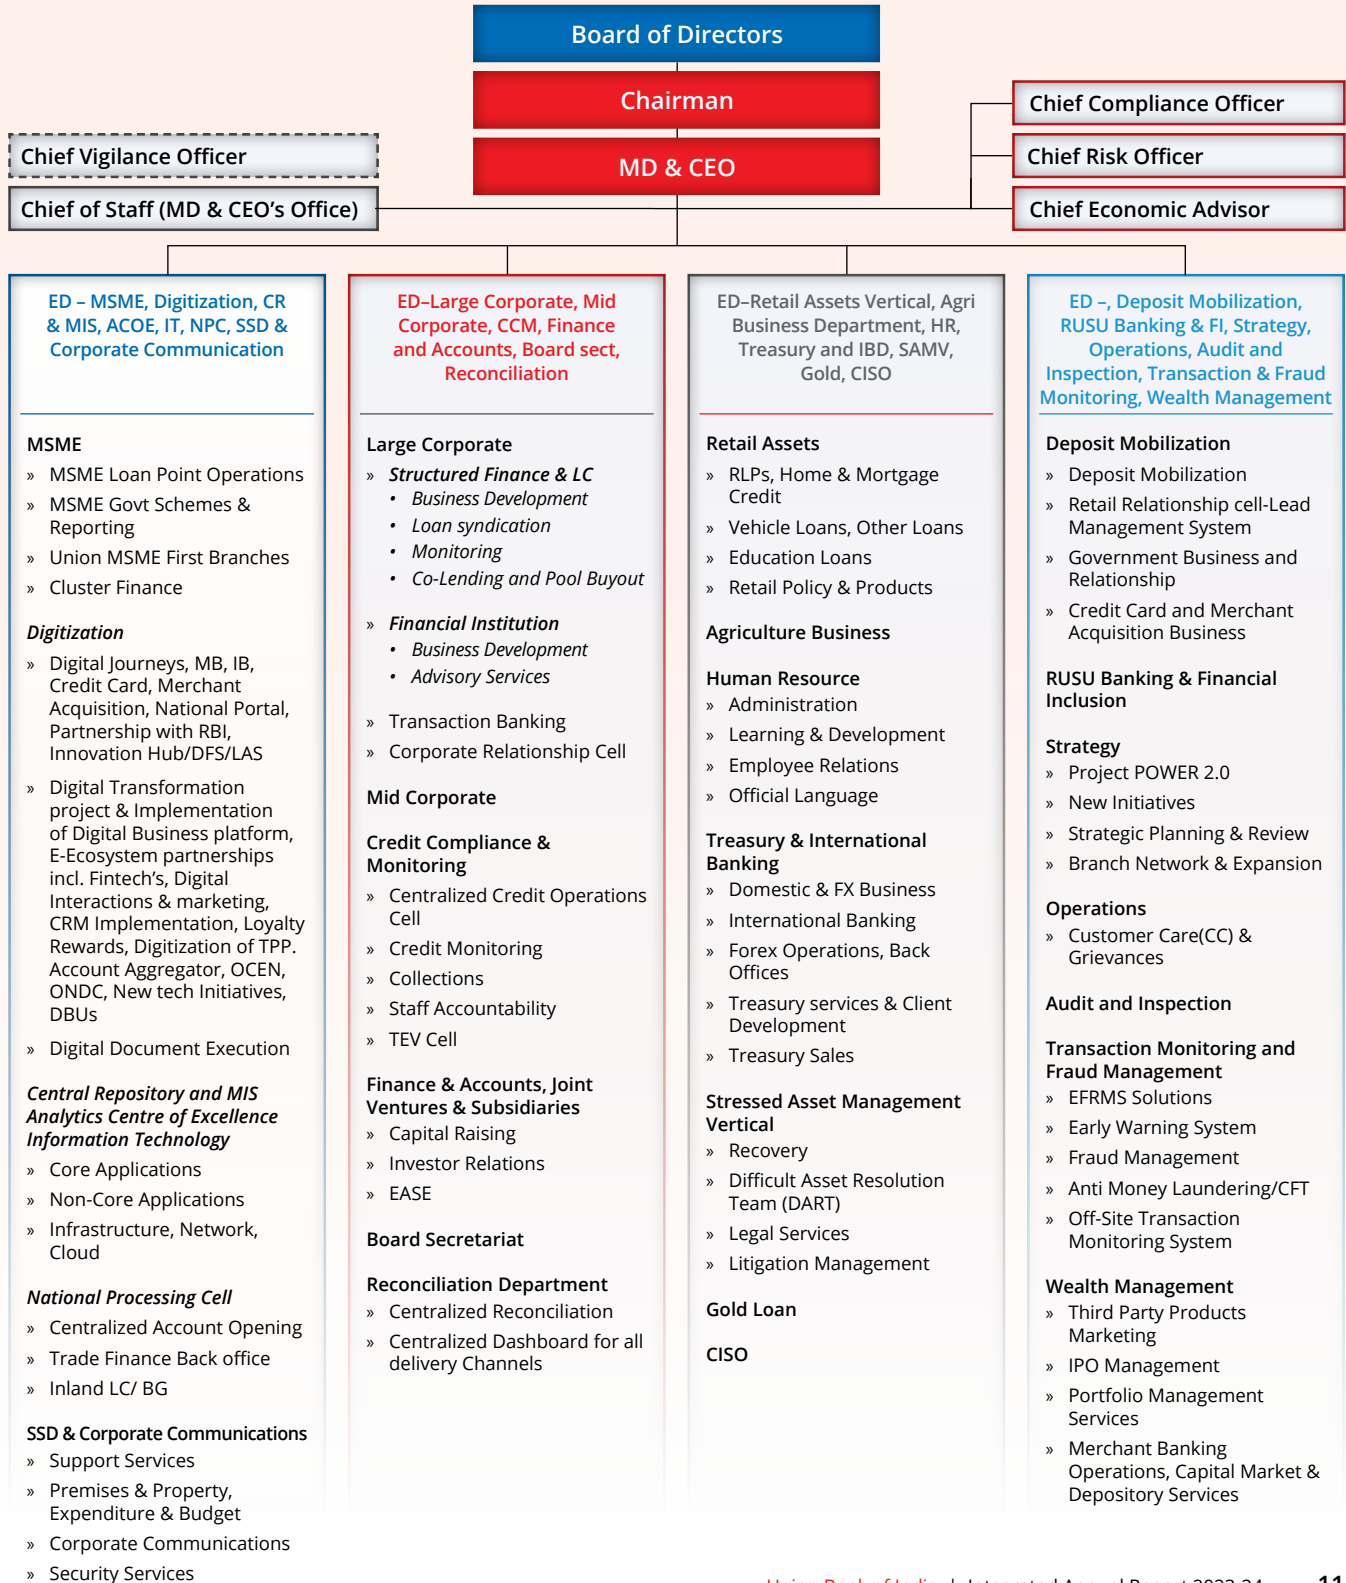 Board of Directors
Chairman
MD & CEO
Chief Vigilance Officer
Chief of Staff (MD & CEO's Office)
Chief Compliance Officer
Chief Risk Officer
Chief Economic Advisor
ED – MSME, Digitization, CR
& MIS, ACOE, IT, NPC, SSD &
Corporate Communication
MSME
» MSME Loan Point Operations
» MSME Govt Schemes &
Reporting
» Union MSME First Branches
» Cluster Finance
Digitization
» Digital Journeys, MB, IB,
Credit Card, Merchant
Acquisition, National Portal,
Partnership with RBI,
Innovation Hub/DFS/LAS
» Digital Transformation
project & Implementation
of Digital Business platform,
E-Ecosystem partnerships
incl. Fintech's, Digital
Interactions & marketing,
CRM Implementation, Loyalty
Rewards, Digitization of TPP.
Account Aggregator, OCEN,
ONDC, New tech Initiatives,
DBUs
» Digital Document Execution
Central Repository and MIS
Analytics Centre of Excellence
Information Technology
» Core Applications
» Non-Core Applications
» Infrastructure, Network,
Cloud
National Processing Cell
» Centralized Account Opening
» Trade Finance Back office
» Inland LC/ BG
SSD & Corporate Communications
» Support Services
» Premises & Property,
Expenditure & Budget
» Corporate Communications
» Security Services
ED–Large Corporate, Mid
Corporate, CCM, Finance
and Accounts, Board sect,
Reconciliation
Large Corporate
» Structured Finance & LC
• Business Development
• Loan syndication
• Monitoring
• Co-Lending and Pool Buyout
» Financial Institution
• Business Development
• Advisory Services
» Transaction Banking
» Corporate Relationship Cell
Mid Corporate
Credit Compliance &
Monitoring
» Centralized Credit Operations
Cell
» Credit Monitoring
» Collections
» Staff Accountability
» TEV Cell
Finance & Accounts, Joint
Ventures & Subsidiaries
» Capital Raising
» Investor Relations
» EASE
Board Secretariat
Reconciliation Department
» Centralized Reconciliation
» Centralized Dashboard for all
delivery Channels
ED–Retail Assets Vertical, Agri
Business Department, HR,
Treasury and IBD, SAMV,
Gold, CISO
Retail Assets
» RLPs, Home & Mortgage
Credit
» Vehicle Loans, Other Loans
» Education Loans
» Retail Policy & Products
Agriculture Business
Human Resource
» Administration
» Learning & Development
» Employee Relations
» Official Language
Treasury & International
Banking
» Domestic & FX Business
» International Banking
» Forex Operations, Back
Offices
» Treasury services & Client
Development
» Treasury Sales
Stressed Asset Management
Vertical
» Recovery
» Difficult Asset Resolution
Team (DART)
» Legal Services
» Litigation Management
Gold Loan
CISO
ED –, Deposit Mobilization,
RUSU Banking & FI, Strategy,
Operations, Audit and
Inspection, Transaction & Fraud
Monitoring, Wealth Management
Deposit Mobilization
» Deposit Mobilization
» Retail Relationship cell-Lead
Management System
» Government Business and
Relationship
» Credit Card and Merchant
Acquisition Business
RUSU Banking & Financial
Inclusion
Strategy
» Project POWER 2.0
» New Initiatives
» Strategic Planning & Review
» Branch Network & Expansion
Operations
» Customer Care(CC) &
Grievances
Audit and Inspection
Transaction Monitoring and
Fraud Management
» EFRMS Solutions
» Early Warning System
» Fraud Management
» Anti Money Laundering/CFT
» Off-Site Transaction
Monitoring System
Wealth Management
» Third Party Products
Marketing
» IPO Management
» Portfolio Management
Services
» Merchant Banking
Operations, Capital Market &
Depository Services
Union Bank of India | Integrated Annual Report 2023-24 11